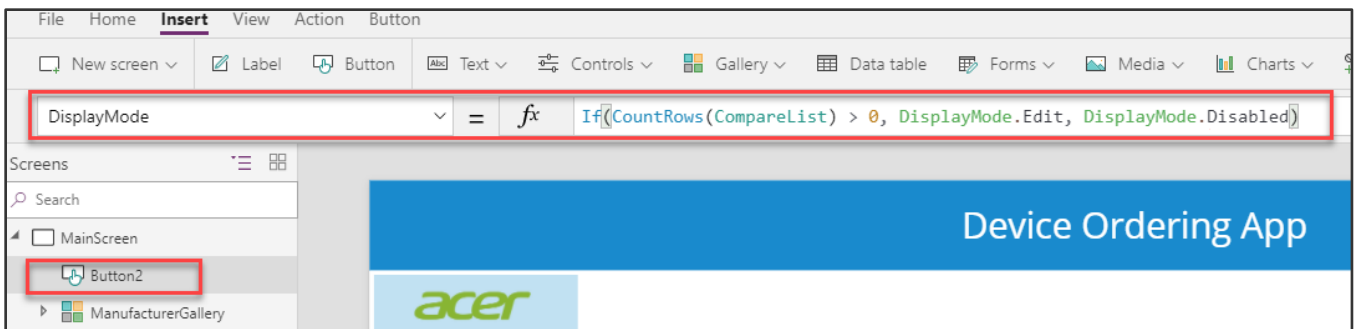 File Home Insert View Action Button
New screen Label Button Abc Text Controls Gallery Data table Forms Media Charts
DisplayMode = fx If(CountRows(CompareList) > 0, DisplayMode.Edit, DisplayMode.Disabled)
Screens
Search
MainScreen
Device Ordering App
Button2
ManufacturerGallery
acer